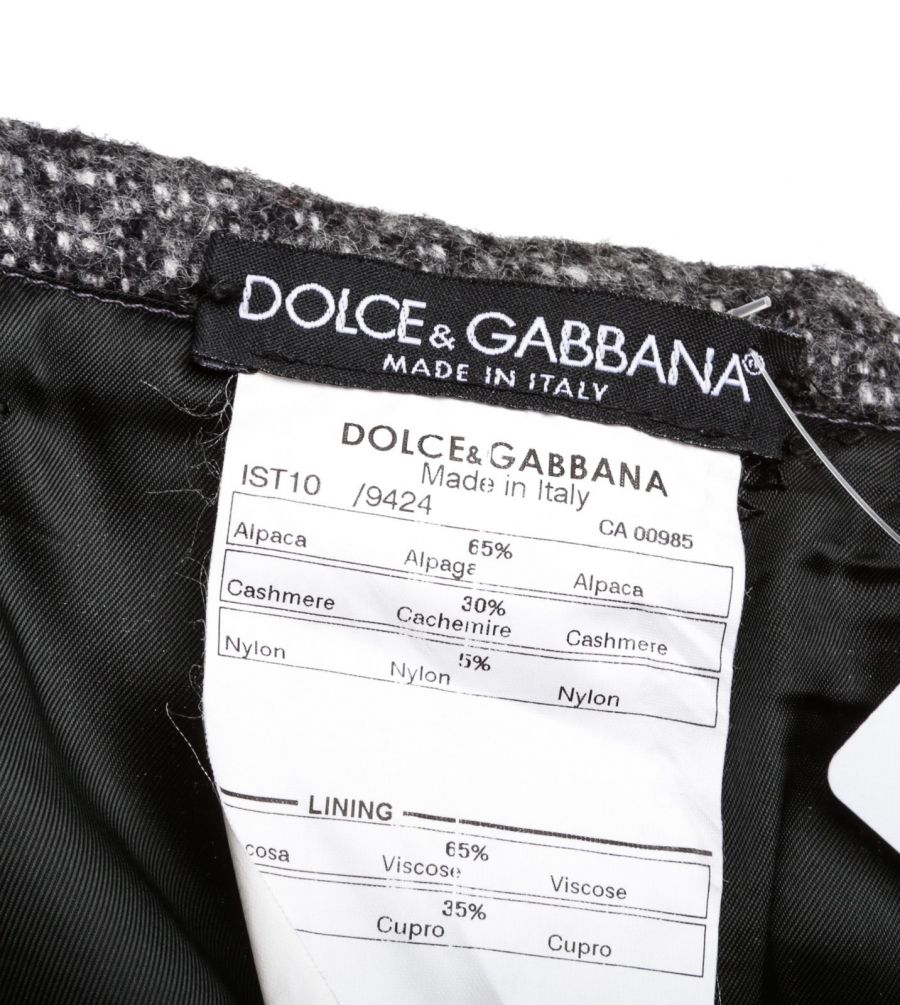 DOLCE&GABBANA®
MADE IN ITALY
DOLCE&GABBANA
Made in Italy
IST10 /9424 CA 00985
65%
Alpaca Alpaga Alpaca
30%
Cashmere Cachemire Cashmere
5%
Nylon Nylon Nylon
LINING
65%
cosa Viscose Viscose
35%
Cupro Cupro